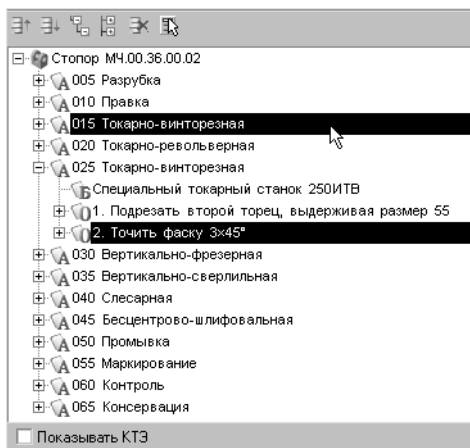 Стопор МЧ.00.36.00.02
А 005 Разрубка
А 010 Правка
А 015 Токарно-винторезная
А 020 Токарно-револьверная
А 025 Токарно-винторезная
Б Специальный токарный станок 250ИТВ
О 1. Подрезать второй торец, выдерживая размер 55
О 2. Точить фаску 3×45°
А 030 Вертикально-фрезерная
А 035 Вертикально-сверлильная
А 040 Слесарная
А 045 Бесцентрово-шлифовальная
А 050 Промывка
А 055 Маркирование
А 060 Контроль
А 065 Консервация
Показывать КТЭ